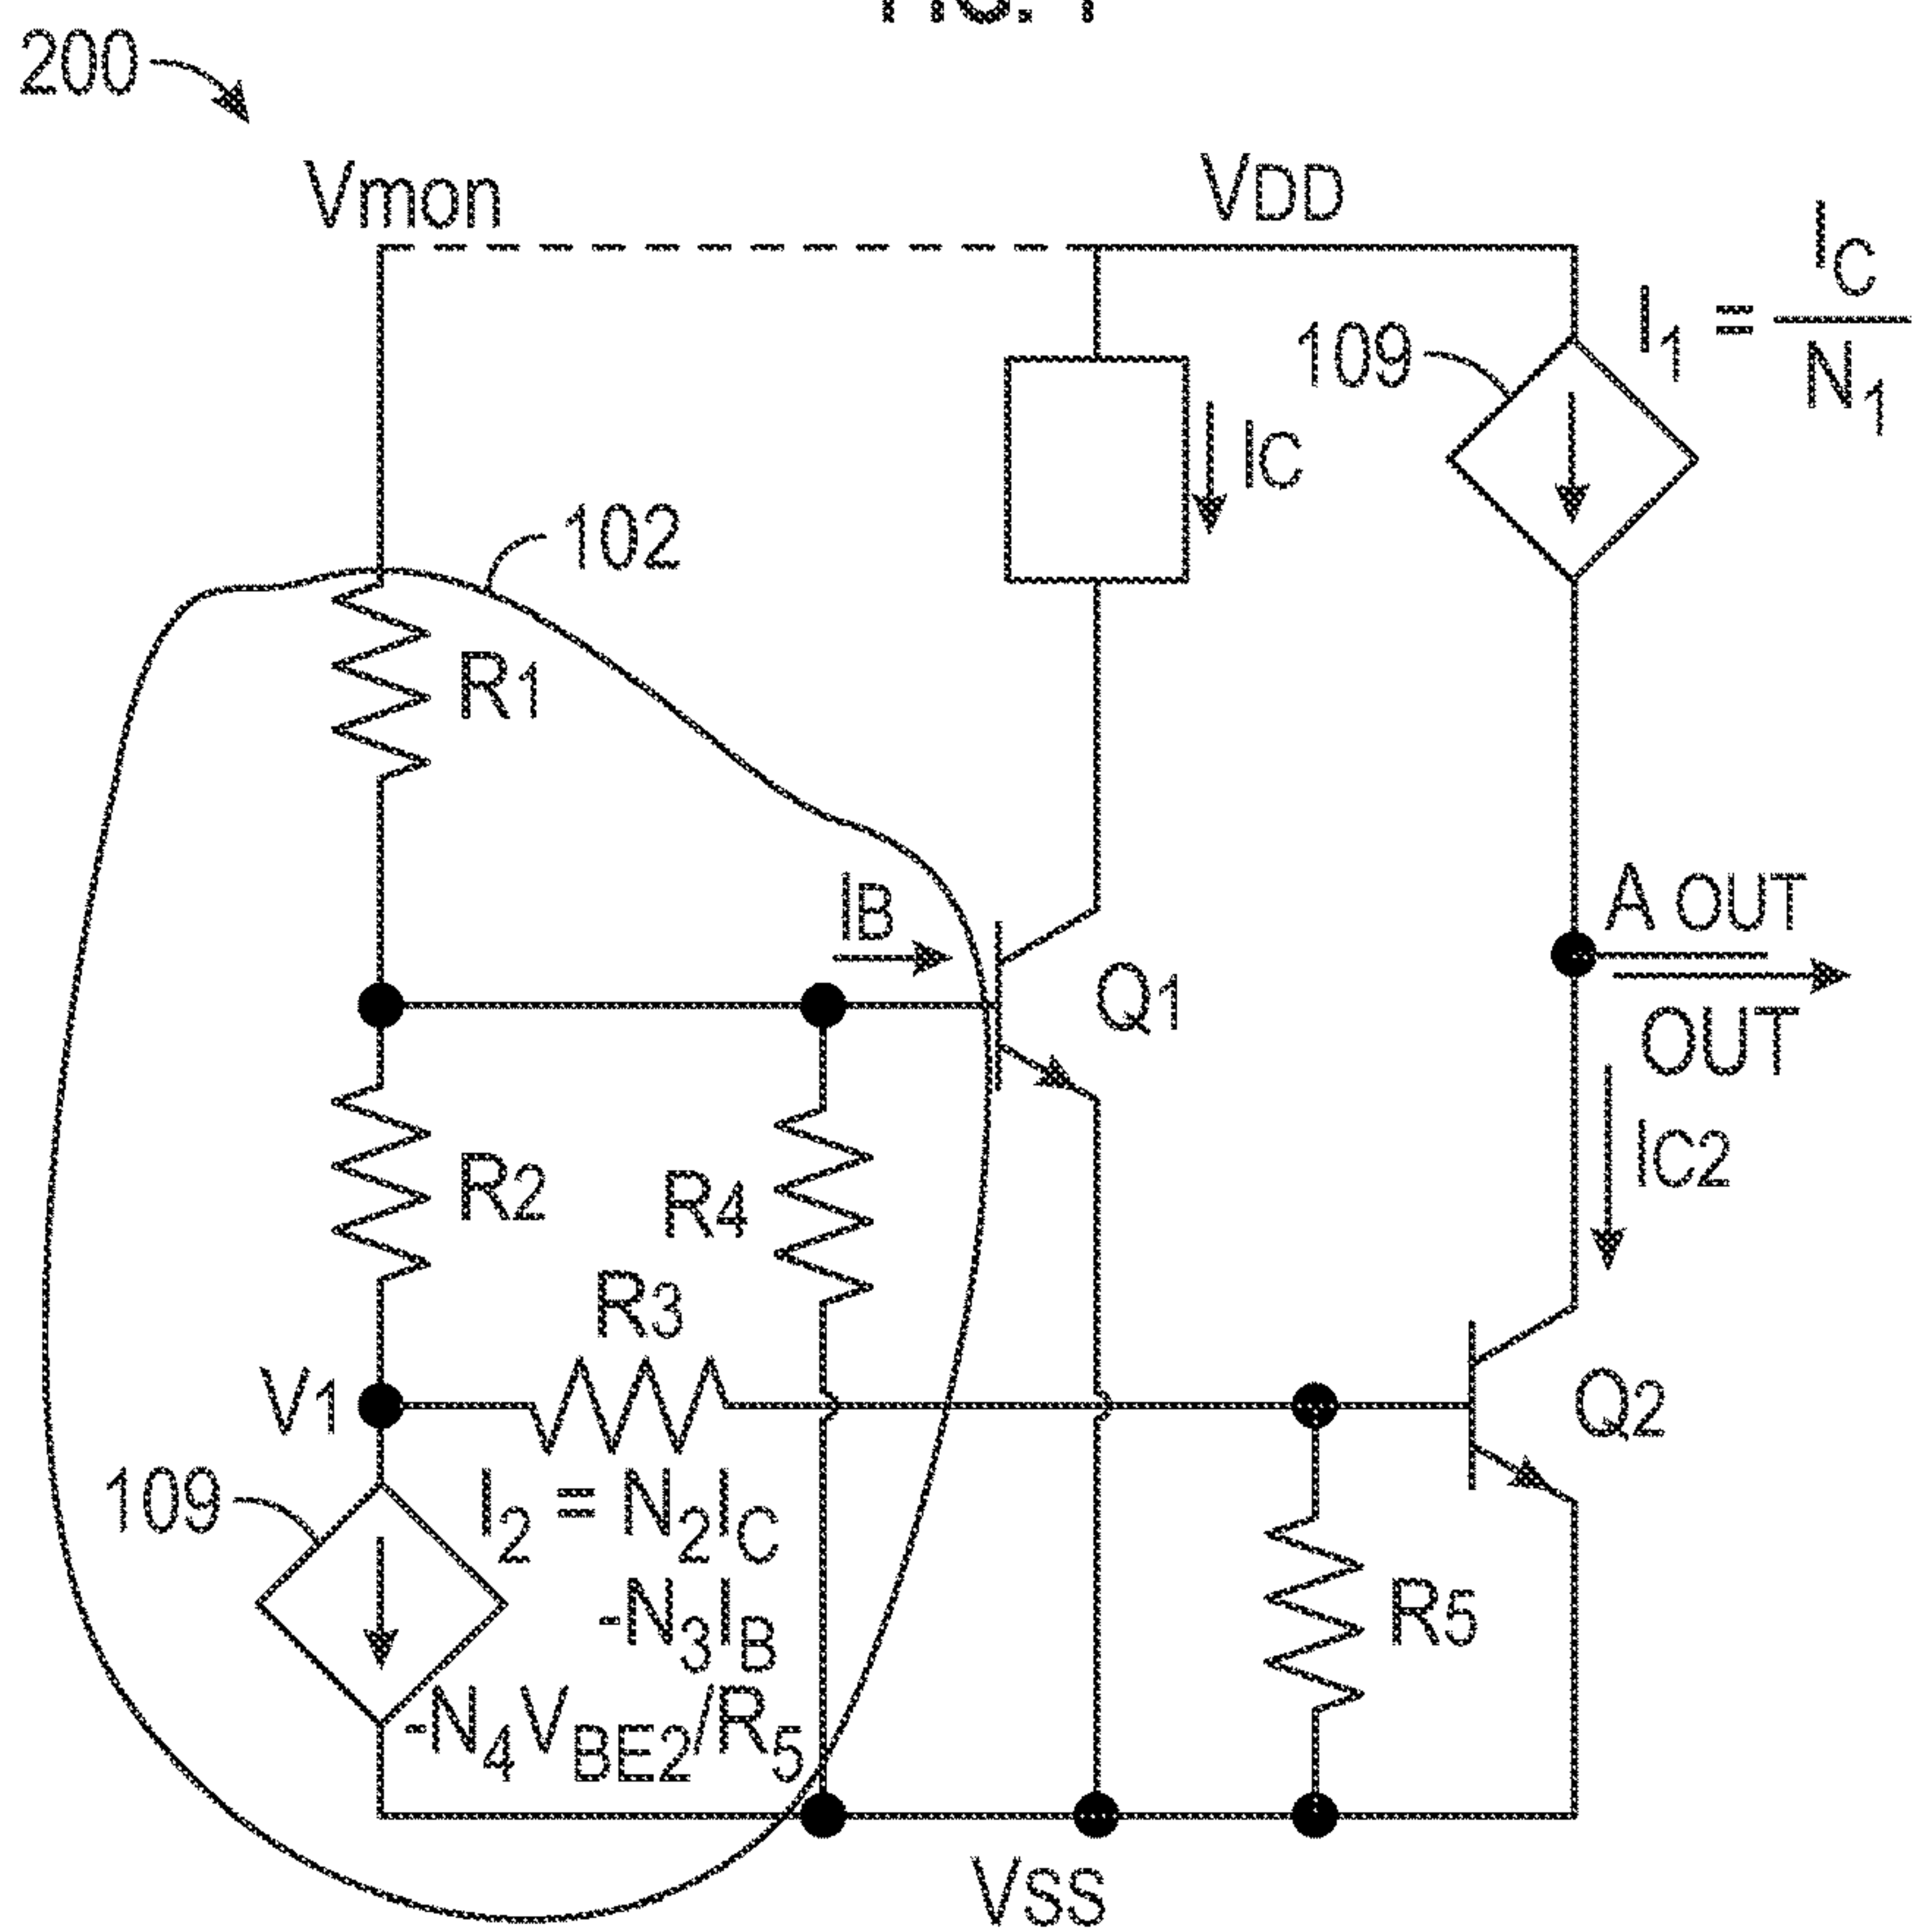 FIG. 1
200
Vmon
VDD
I1 = IC/N1
109
IC
102
R1
IB
Q1
A OUT
OUT
IC2
R2
R4
R3
V1
Q2
109
I2 = N2IC
-N3IB
-N4VBE2/R5
R5
VSS